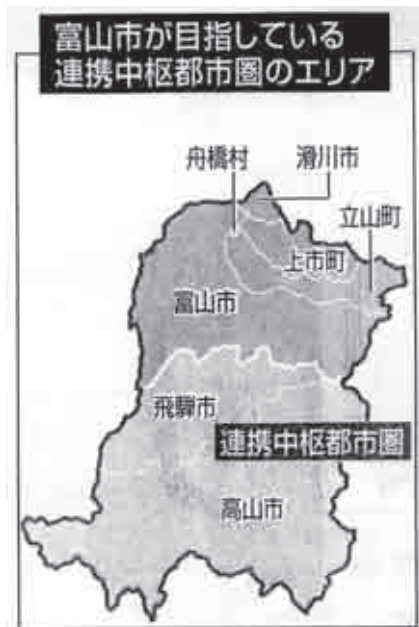 富山市が目指している
連携中枢都市圏のエリア
舟橋村
滑川市
立山町
上市町
富山市
飛騨市
連携中枢都市圏
高山市